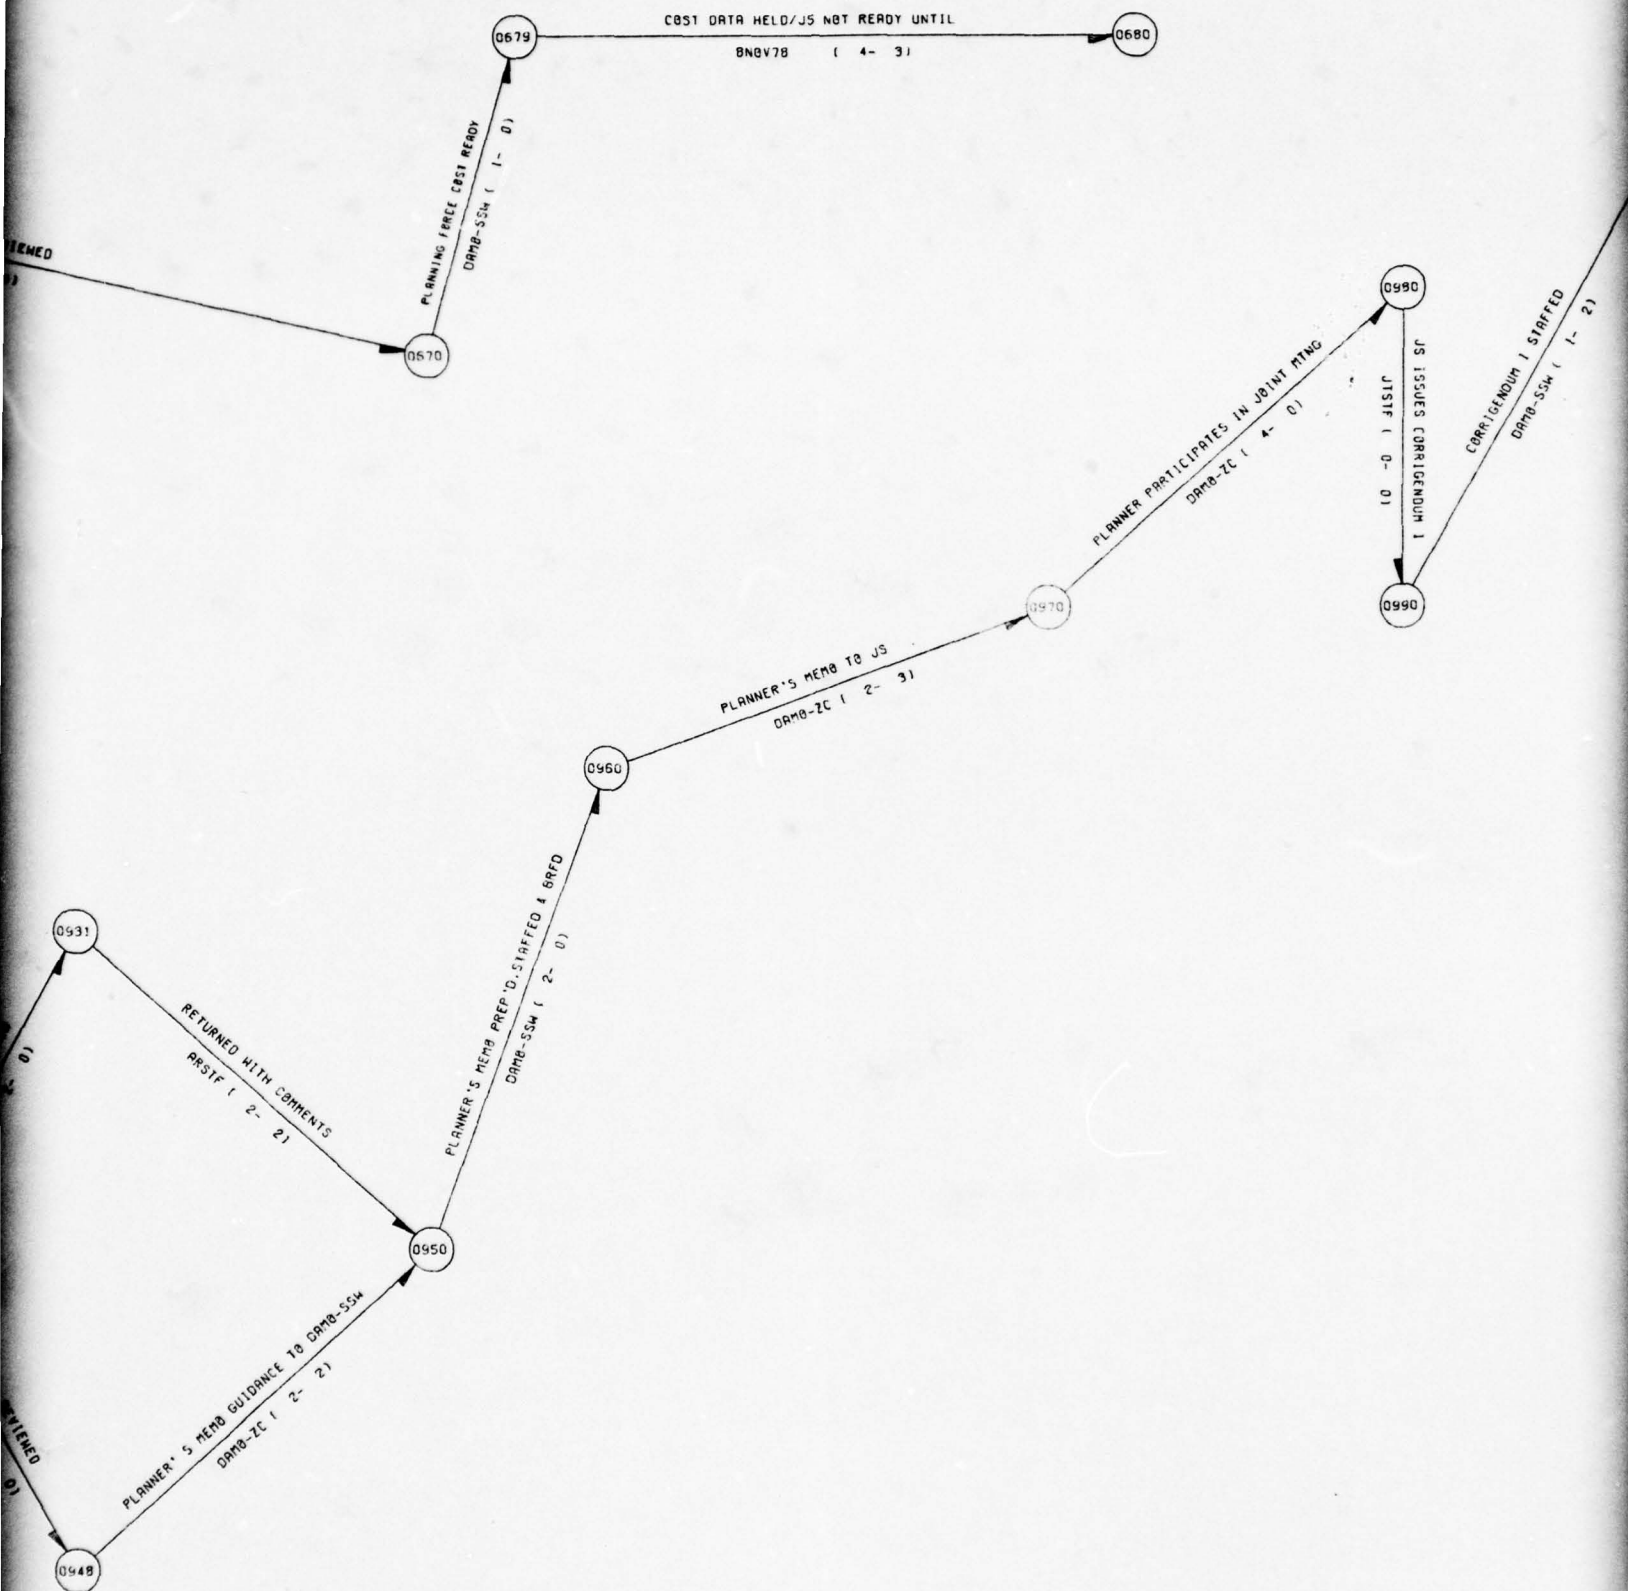 COST DATA HELD/JS NOT READY UNTIL
0679
0680
8NOV78 ( 4- 3)
PLANNING FORCE COST READY
DAMO-SSW ( 1- 0)
0670
0980
JS ISSUES CORRIGENDUM 1
JTSTF ( 0- 0)
CORRIGENDUM 1 STAFFED
DAMO-SSW ( 1- 2)
PLANNER PARTICIPATES IN JOINT MTNG
DAMO-ZC ( 4- 0)
0970
0990
PLANNER'S MEMO TO JS
DAMO-ZC ( 2- 3)
0960
PLANNER'S MEMO PREP'D,STAFFED & BRFD
DAMO-SSW ( 2- 0)
0931
0)
RETURNED WITH COMMENTS
ARSTF ( 2- 2)
0950
PLANNER'S MEMO GUIDANCE TO DAMO-SSW
DAMO-ZC ( 2- 2)
0)
0948